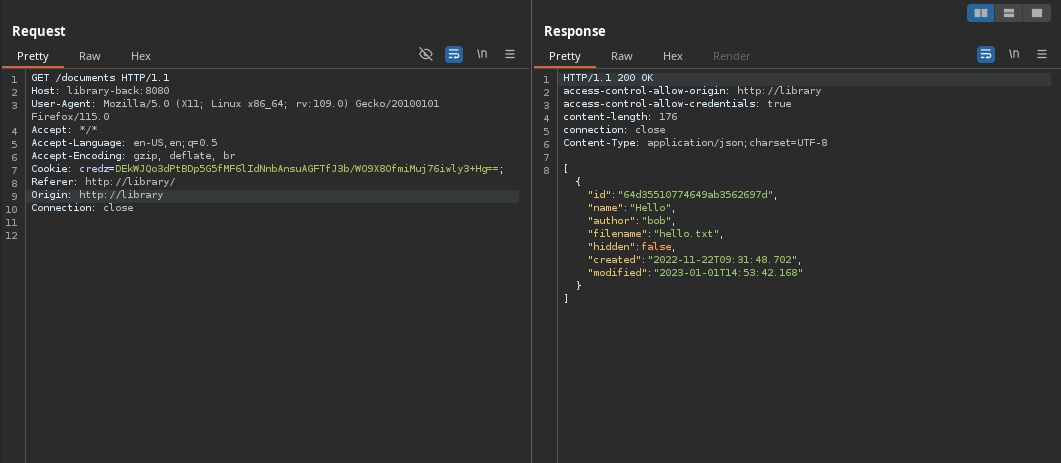 Request
Pretty Raw Hex \n
1 GET /documents HTTP/1.1
2 Host: library-back:8080
3 User-Agent: Mozilla/5.0 (X11; Linux x86_64; rv:109.0) Gecko/20100101
Firefox/115.0
4 Accept: */*
5 Accept-Language: en-US,en;q=0.5
6 Accept-Encoding: gzip, deflate, br
7 Cookie: credz=DEkWJQo3dPtBDp5G5fMF6lIdNnbAnsuAGFTfJ3b/WO9X8OfmiMuj76iwly3+Hg==;
8 Referer: http://library/
9 Origin: http://library
10 Connection: close
11
12
Response
Pretty Raw Hex Render \n
1 HTTP/1.1 200 OK
2 access-control-allow-origin: http://library
3 access-control-allow-credentials: true
4 content-length: 176
5 connection: close
6 Content-Type: application/json;charset=UTF-8
7
8 [
{
"id":"64d35510774649ab3562697d",
"name":"Hello",
"author":"bob",
"filename":"hello.txt",
"hidden":false,
"created":"2022-11-22T09:31:48.702",
"modified":"2023-01-01T14:53:42.168"
}
]